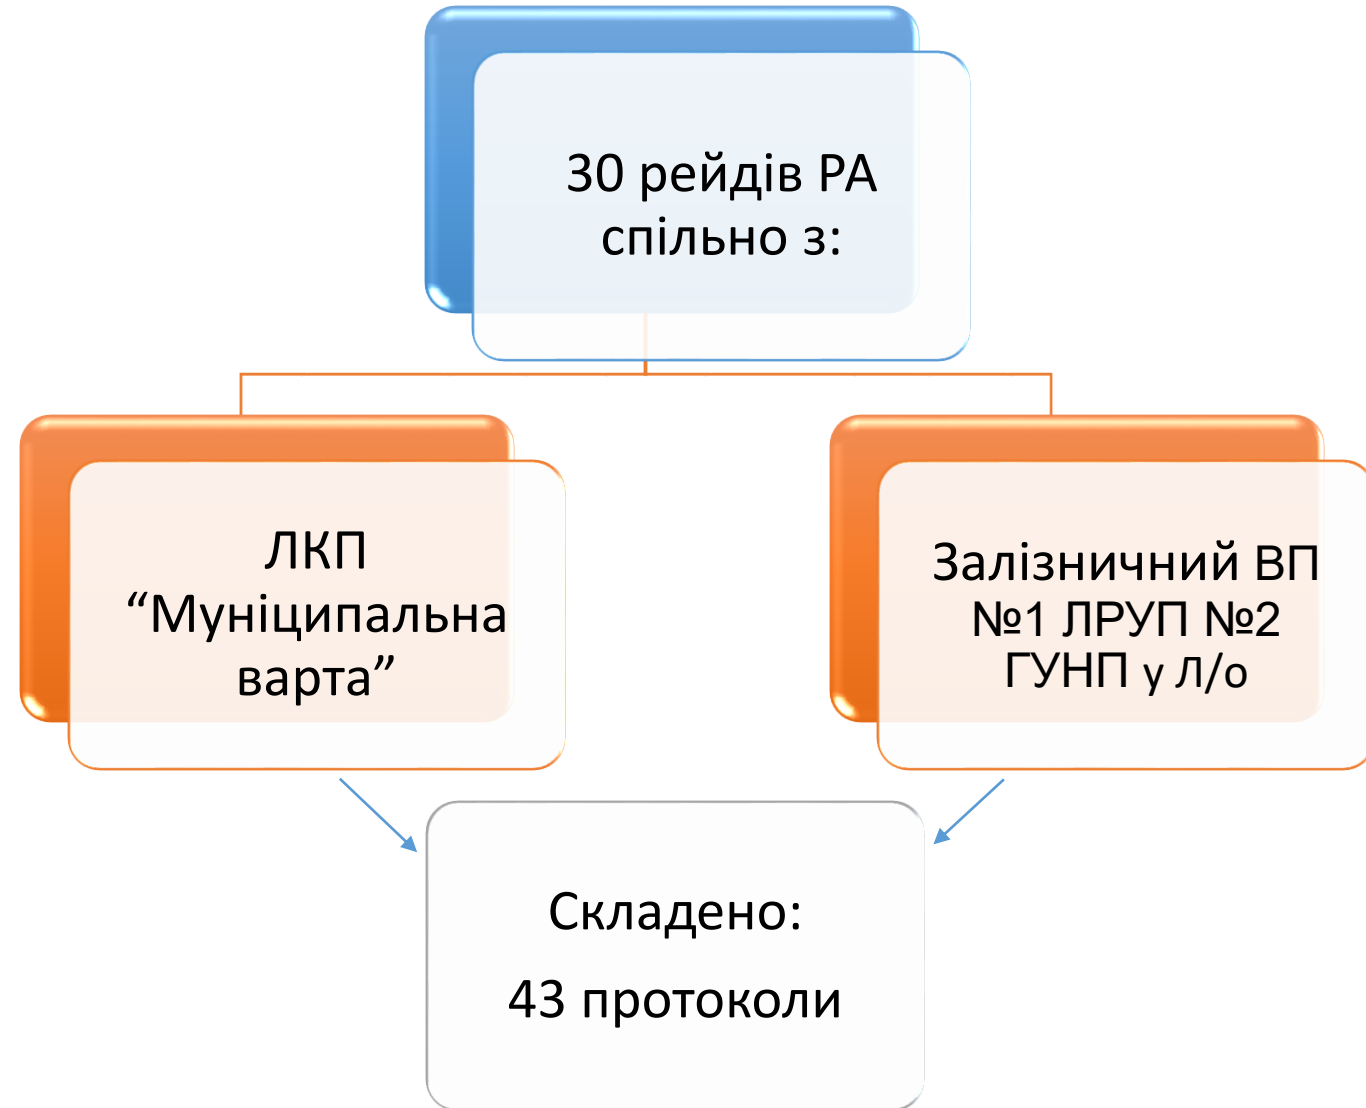 30 рейдів РА
спільно з:
ЛКП
“Муніципальна
варта”
Залізничний ВП
№1 ЛРУП №2
ГУНП у Л/о
Складено:
43 протоколи